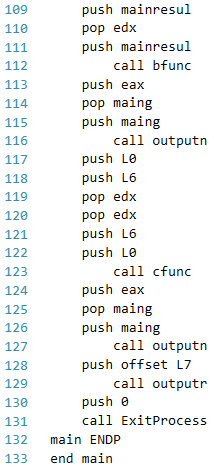 109 push mainresul
110 pop edx
111 push mainresul
112 call bfunc
113 push eax
114 pop maing
115 push maing
116 call outputn
117 push L0
118 push L6
119 pop edx
120 pop edx
121 push L6
122 push L0
123 call cfunc
124 push eax
125 pop maing
126 push maing
127 call outputn
128 push offset L7
129 call outputr
130 push 0
131 call ExitProcess
132 main ENDP
133 end main